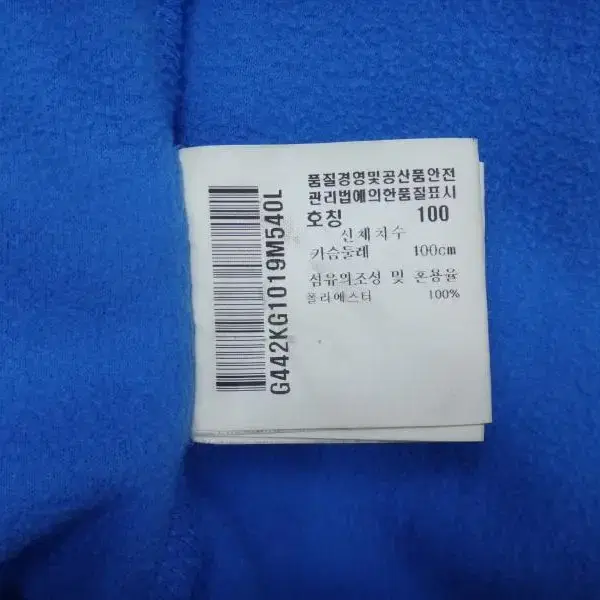 품질경영및공산품안전
관리법에의한품질표시
호칭 100
신체치수
가슴둘레 100cm
섬유의조성 및 혼용율
폴리에스터 100%
G442KG1019M540L